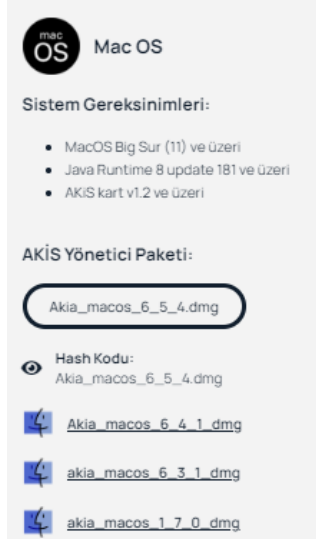 mac
OS
Mac OS
Sistem Gereksinimleri:
MacOS Big Sur (11) ve üzeri
Java Runtime 8 update 181 ve üzeri
AKiS kart v1.2 ve üzeri
AKİS Yönetici Paketi:
Akia_macos_6_5_4.dmg
Hash Kodu:
Akia_macos_6_5_4.dmg
Akia_macos_6_4_1_dmg
akia_macos_6_3_1_dmg
akia_macos_1_7_0_dmg